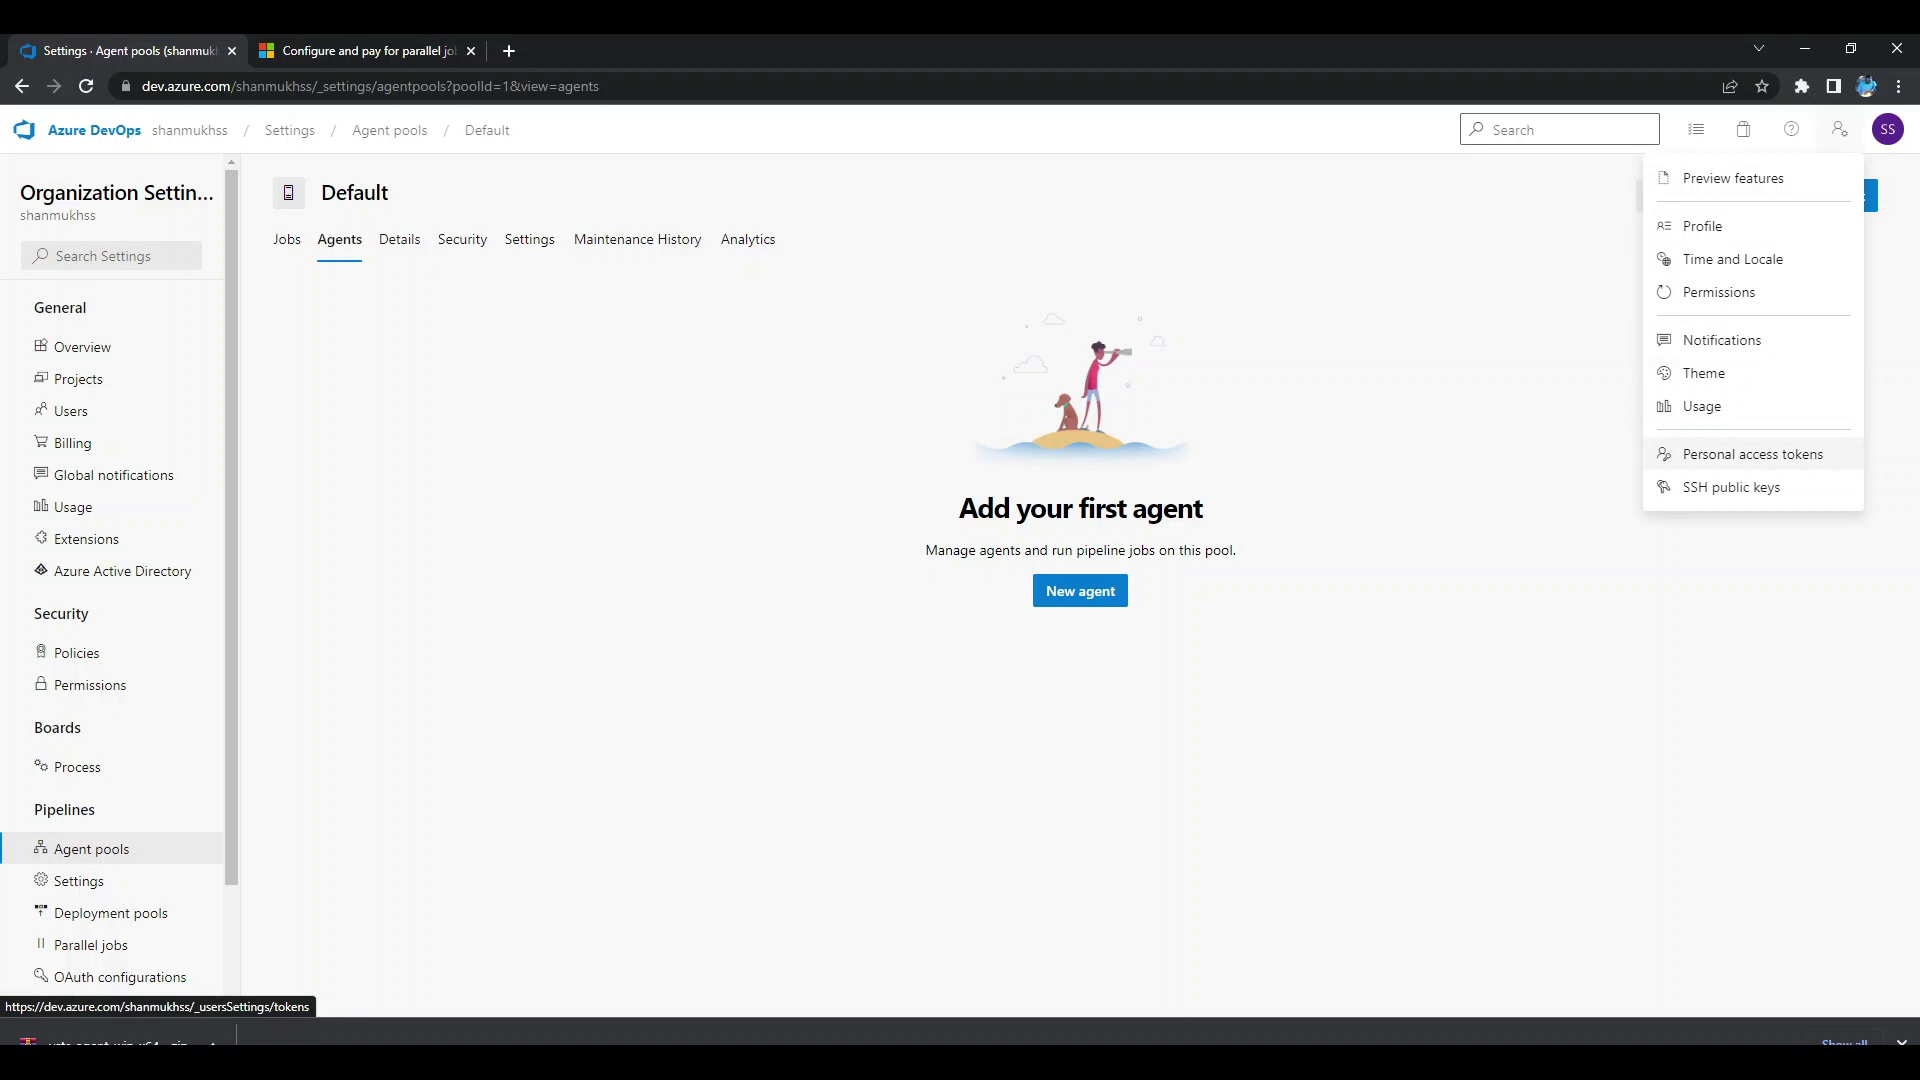 Settings · Agent pools (shanmukh
Configure and pay for parallel jo
dev.azure.com/shanmukhss/_settings/agentpools?poolId=1&view=agents
Azure DevOps shanmukhss / Settings / Agent pools / Default
Search
SS
Organization Settin...
shanmukhss
Search Settings
General
Overview
Projects
Users
Billing
Global notifications
Usage
Extensions
Azure Active Directory
Security
Policies
Permissions
Boards
Process
Pipelines
Agent pools
Settings
Deployment pools
Parallel jobs
OAuth configurations
Default
Jobs Agents Details Security Settings Maintenance History Analytics
Add your first agent
Manage agents and run pipeline jobs on this pool.
New agent
Preview features
Profile
Time and Locale
Permissions
Notifications
Theme
Usage
Personal access tokens
SSH public keys
https://dev.azure.com/shanmukhss/_usersSettings/tokens
Show all